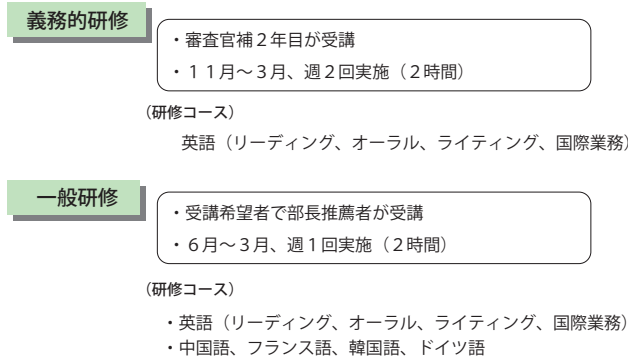 義務的研修
・審査官補２年目が受講
・１１月～３月、週２回実施（２時間）
（研修コース）
英語（リーディング、オーラル、ライティング、国際業務）
一般研修
・受講希望者で部長推薦者が受講
・６月～３月、週１回実施（２時間）
（研修コース）
・英語（リーディング、オーラル、ライティング、国際業務）
・中国語、フランス語、韓国語、ドイツ語